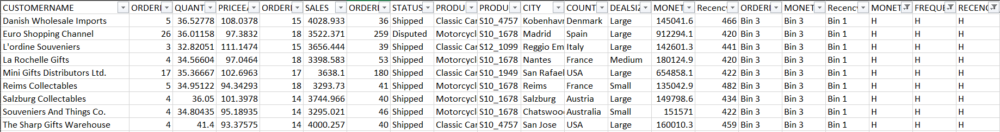 CUSTOMERNAME ORDERI QUANT PRICEEA ORDERI SALES ORDERI STATUS PRODU PRODU CITY COUNT DEALSIZ MONET Recency ORDERI MONET Recency MONET FREQUE RECENC
Danish Wholesale Imports 5 36.52778 108.0378 15 4028.933 36 Shipped Classic Car S10_4757 Kobenhavn Denmark Large 145041.6 466 Bin 3 Bin 3 Bin 1 H H H
Euro Shopping Channel 26 36.01158 97.3832 18 3522.371 259 Disputed Motorcycl S10_1678 Madrid Spain Large 912294.1 420 Bin 3 Bin 3 Bin 1 H H H
L'ordine Souveniers 3 32.82051 111.1474 15 3656.444 39 Shipped Classic Car S12_1099 Reggio Em Italy Large 142601.3 441 Bin 3 Bin 3 Bin 1 H H H
La Rochelle Gifts 4 34.56604 97.0464 18 3398.583 53 Shipped Motorcycl S10_1678 Nantes France Medium 180124.9 420 Bin 3 Bin 3 Bin 1 H H H
Mini Gifts Distributors Ltd. 17 35.36667 102.6963 17 3638.1 180 Shipped Classic Car S10_1949 San Rafael USA Large 654858.1 422 Bin 3 Bin 3 Bin 1 H H H
Reims Collectables 5 34.95122 94.34293 18 3293.73 41 Shipped Motorcycl S10_1678 Reims France Small 135042.9 482 Bin 3 Bin 3 Bin 1 H H H
Salzburg Collectables 4 36.05 101.3978 14 3744.966 40 Shipped Motorcycl S10_1678 Salzburg Austria Large 149798.6 434 Bin 3 Bin 3 Bin 1 H H H
Souveniers And Things Co. 4 34.80435 95.18935 14 3295.021 46 Shipped Motorcycl S10_1678 Chatswoo Australia Small 151571 422 Bin 3 Bin 3 Bin 1 H H H
The Sharp Gifts Warehouse 4 41.4 93.37575 14 4000.257 40 Shipped Classic Car S10_4757 San Jose USA Large 160010.3 459 Bin 3 Bin 3 Bin 1 H H H